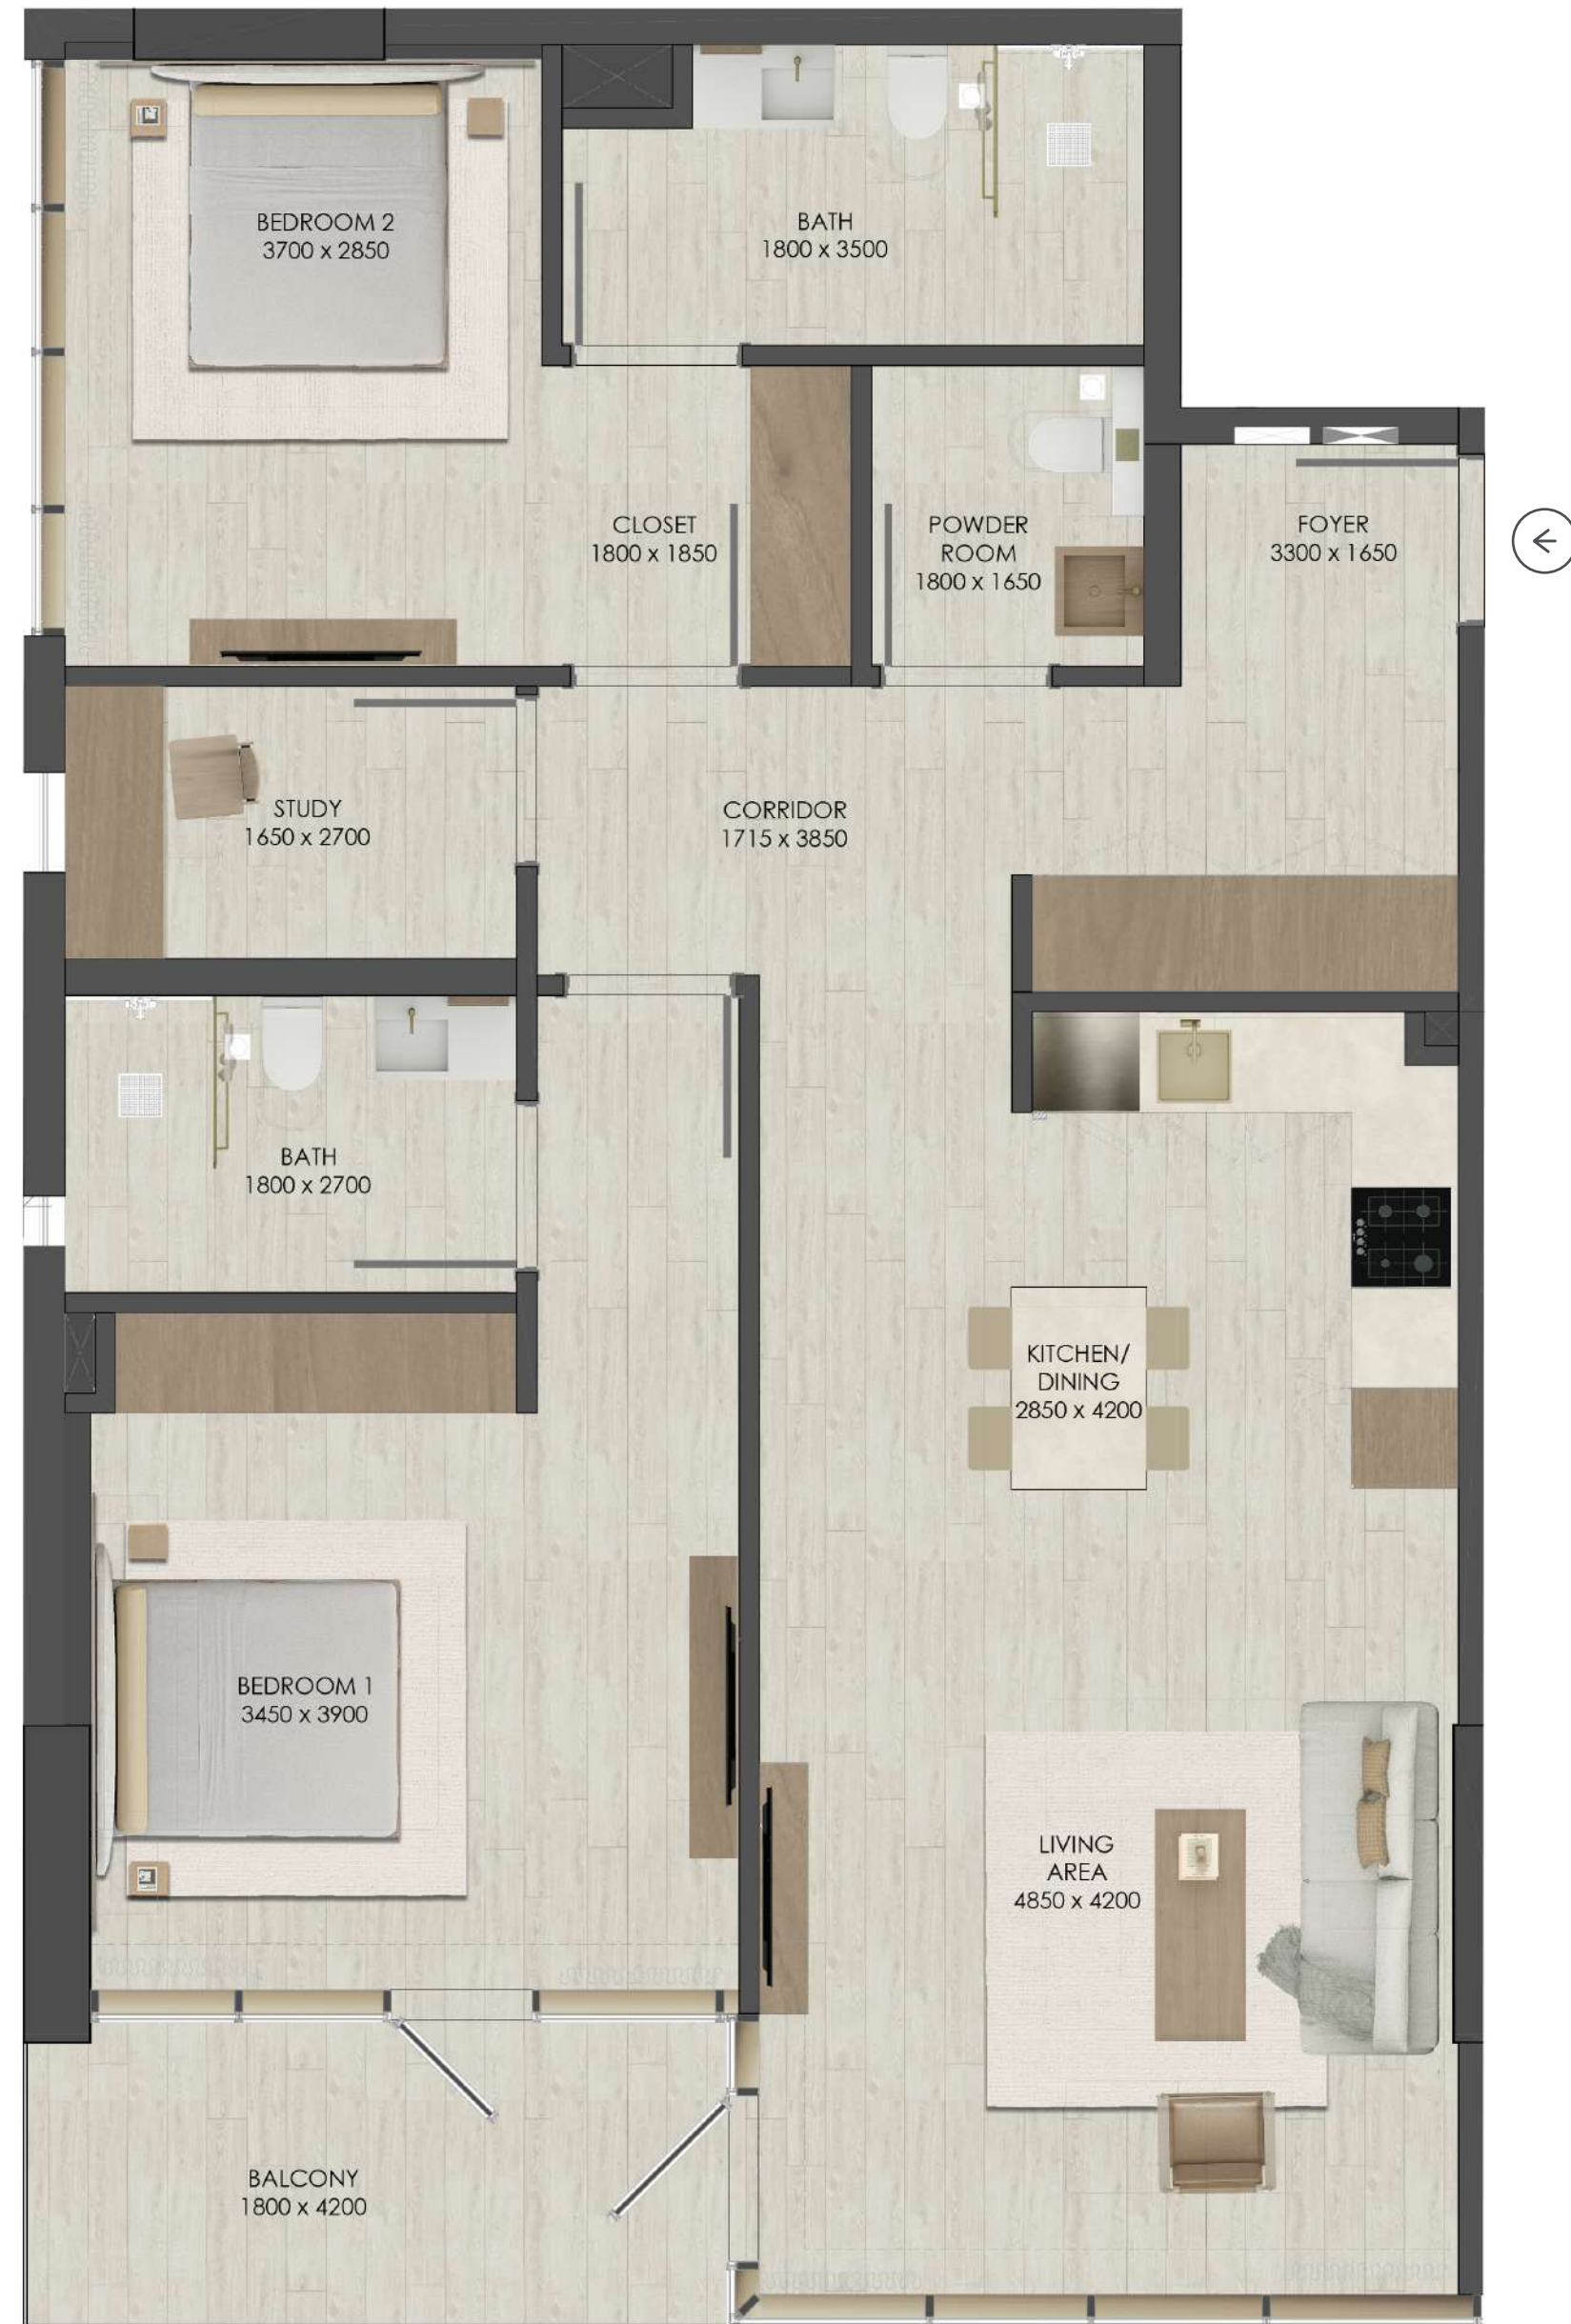 BEDROOM 2
3700 x 2850
BATH
1800 x 3500
CLOSET
1800 x 1850
POWDER
ROOM
1800 x 1650
FOYER
3300 x 1650
STUDY
1650 x 2700
CORRIDOR
1715 x 3850
BATH
1800 x 2700
KITCHEN/
DINING
2850 x 4200
BEDROOM 1
3450 x 3900
LIVING
AREA
4850 x 4200
BALCONY
1800 x 4200